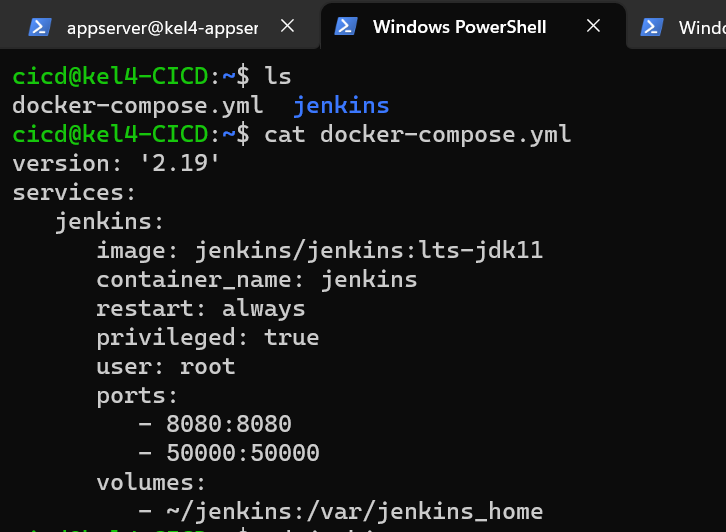 appserver@kel4-appser
Windows PowerShell
Windo
cicd@kel4-CICD:~$ ls
docker-compose.yml jenkins
cicd@kel4-CICD:~$ cat docker-compose.yml
version: '2.19'
services:
   jenkins:
      image: jenkins/jenkins:lts-jdk11
      container_name: jenkins
      restart: always
      privileged: true
      user: root
      ports:
         - 8080:8080
         - 50000:50000
      volumes:
         - ~/jenkins:/var/jenkins_home